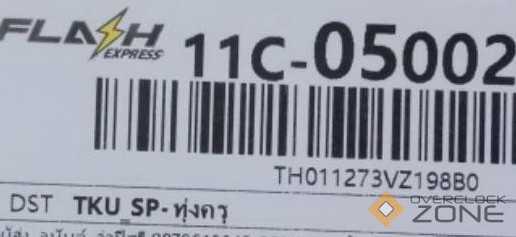 FLASH EXPRESS
11C-05002
TH011273VZ198B0
DST TKU_SP-ทุ่งครุ
OVERCLOCK
ZONE